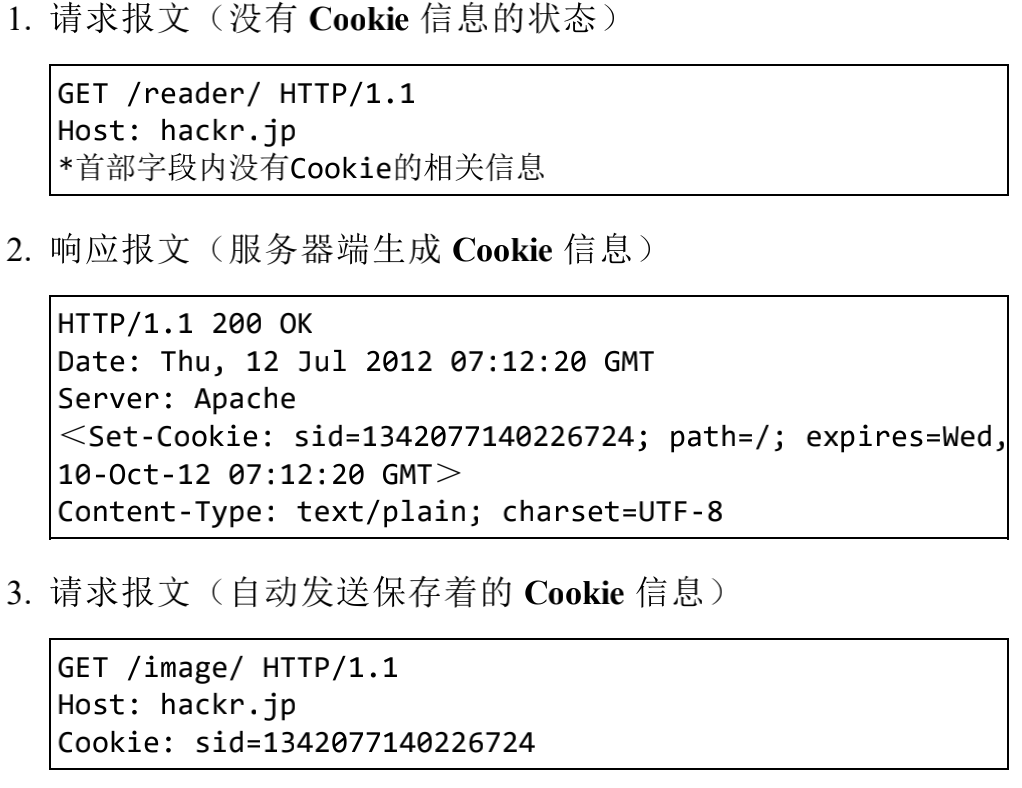 1. 请求报文（没有 Cookie 信息的状态）
GET /reader/ HTTP/1.1
Host: hackr.jp
*首部字段内没有Cookie的相关信息
2. 响应报文（服务器端生成 Cookie 信息）
HTTP/1.1 200 OK
Date: Thu, 12 Jul 2012 07:12:20 GMT
Server: Apache
＜Set-Cookie: sid=1342077140226724; path=/; expires=Wed,
10-Oct-12 07:12:20 GMT＞
Content-Type: text/plain; charset=UTF-8
3. 请求报文（自动发送保存着的 Cookie 信息）
GET /image/ HTTP/1.1
Host: hackr.jp
Cookie: sid=1342077140226724